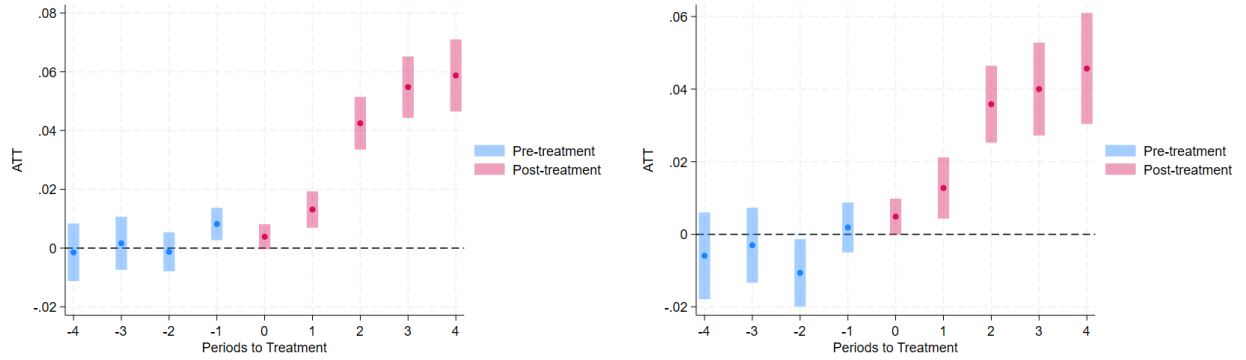 .08
.06
.04
.02
0
-.02
ATT
-4 -3 -2 -1 0 1 2 3 4
Periods to Treatment
Pre-treatment
Post-treatment
.06
.04
.02
0
-.02
ATT
-4 -3 -2 -1 0 1 2 3 4
Periods to Treatment
Pre-treatment
Post-treatment